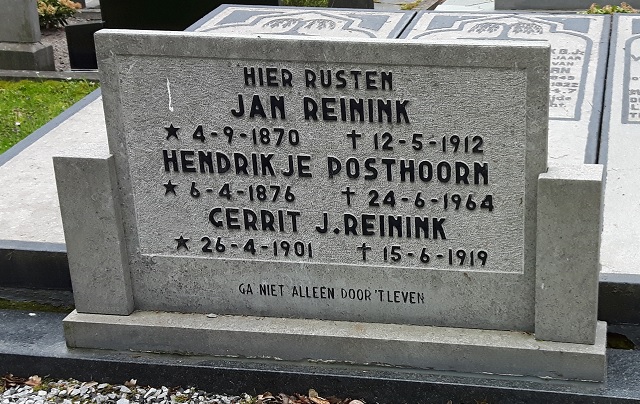 HIER RUSTEN
JAN REININK
★ 4-9-1870 † 12-5-1912
HENDRIKJE POSTHOORN
★ 6-4-1876 † 24-6-1964
GERRIT J. REININK
★ 26-4-1901 † 15-6-1919
GA NIET ALLEEN DOOR 'T LEVEN